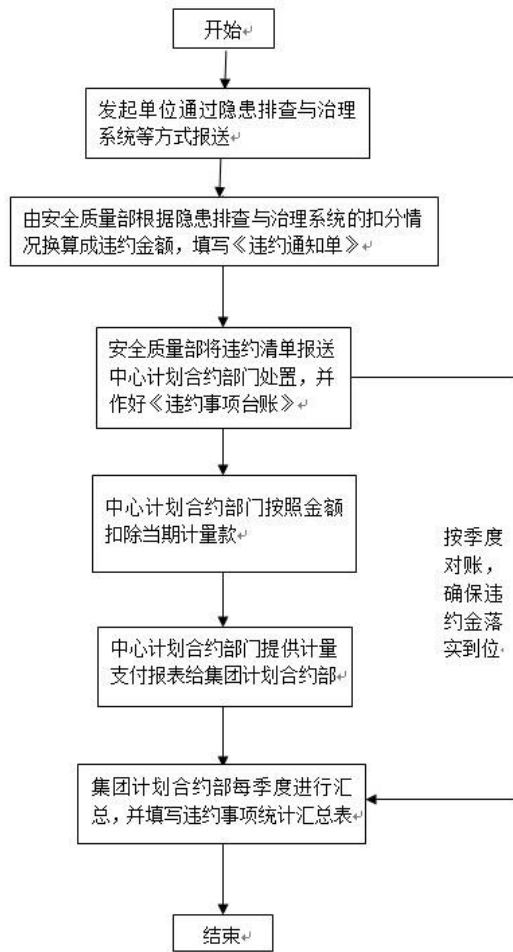 开始
发起单位通过隐患排查与治理
系统等方式报送
由安全质量部根据隐患排查与治理系统的扣分情
况换算成违约金额，填写《违约通知单》
安全质量部将违约清单报送
中心计划合约部门处置，并
作好《违约事项台账》
中心计划合约部门按照金额
扣除当期计量款
按季度
对账，
确保违
约金落
实到位
中心计划合约部门提供计量
支付报表给集团计划合约部
集团计划合约部每季度进行汇
总，并填写违约事项统计汇总表
结束